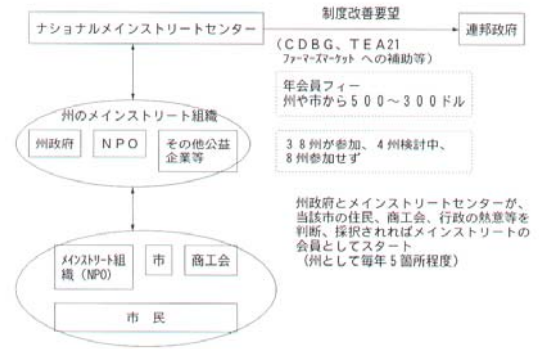 制度改善要望
ナショナルメインストリートセンター
連邦政府
(CDBG、TEA21
ファーマーズマーケット への補助等)
年会員フィー
州や市から500〜300ドル
州のメインストリート組織
州政府
NPO
その他公益
企業等
38州が参加、4州検討中、
8州参加せず
州政府とメインストリートセンターが、
当該市の住民、商工会、行政の熱意等を
判断、採択されればメインストリートの
会員としてスタート
(州として毎年5箇所程度)
メインストリート組
織(NPO)
市
商工会
市 民